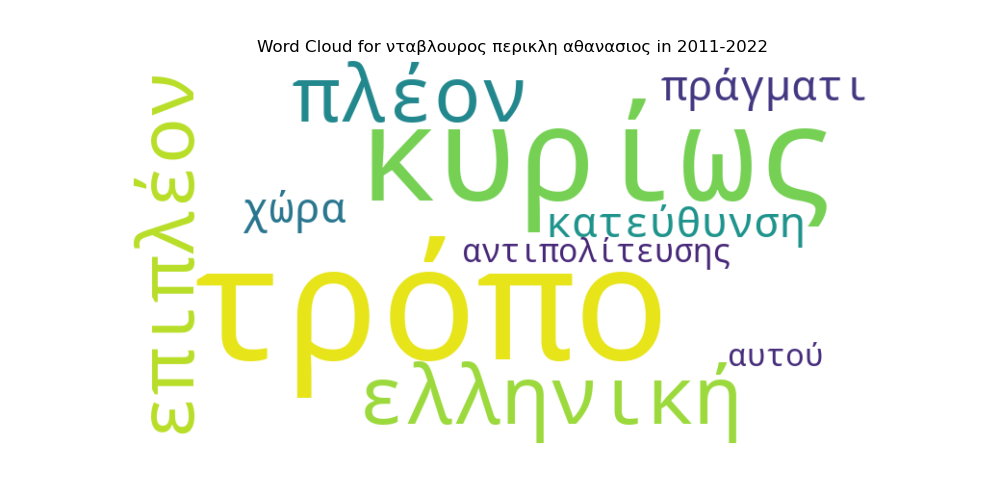 Word Cloud for νταβλουρος περικλη αθανασιος in 2011-2022
πλέον
πράγματι
κυρίως
επιπλέον
χώρα
κατεύθυνση
αντιπολίτευσης
τρόπο
αυτού
ελληνική